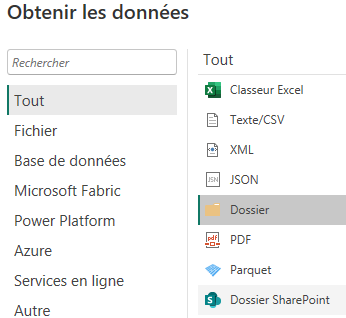 Obtenir les données
Rechercher
Tout
Fichier
Base de données
Microsoft Fabric
Power Platform
Azure
Services en ligne
Autre
Tout
Classeur Excel
Texte/CSV
XML
JSN JSON
Dossier
PDF
Parquet
Dossier SharePoint